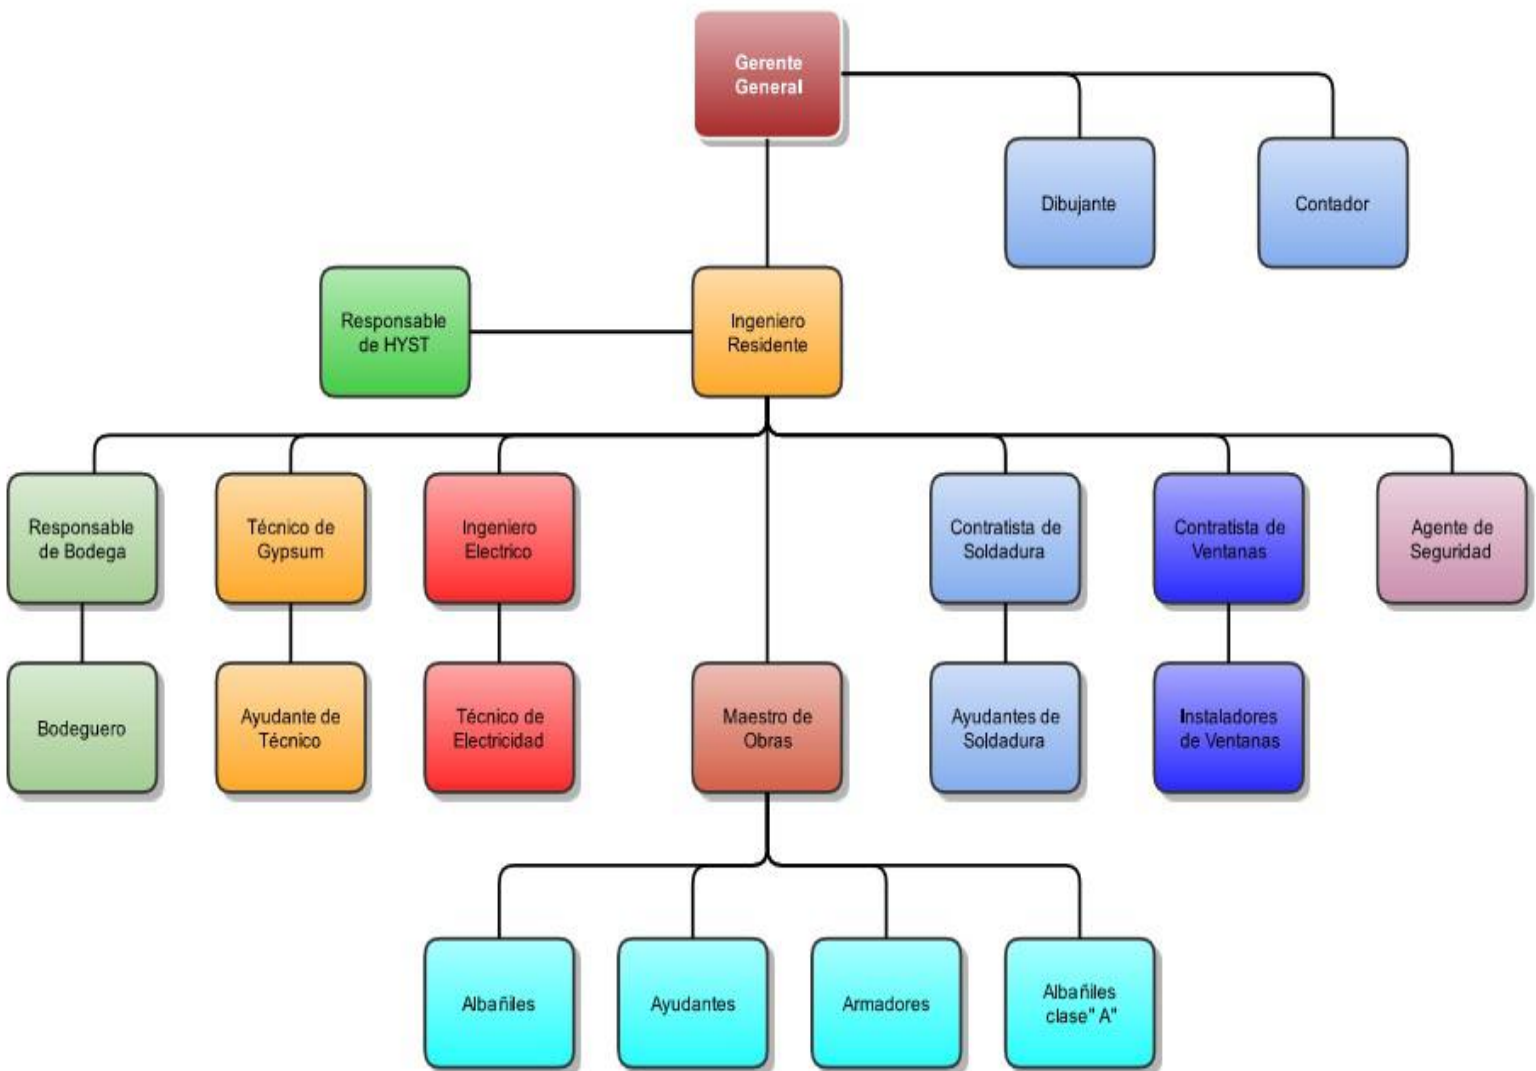 Gerente
General
Dibujante
Contador
Responsable
de HYST
Ingeniero
Residente
Responsable
de Bodega
Técnico de
Gypsum
Ingeniero
Electrico
Contratista de
Soldadura
Contratista de
Ventanas
Agente de
Seguridad
Bodeguero
Ayudante de
Técnico
Técnico de
Electricidad
Maestro de
Obras
Ayudantes de
Soldadura
Instaladores
de Ventanas
Albañiles
Ayudantes
Armadores
Albañiles
clase" A"